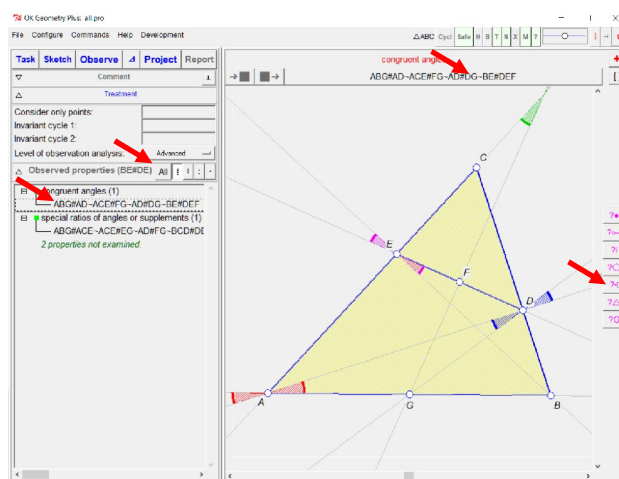 OK Geometry Plus: all.pro
File Configure Commands Help Development
△ABC Cycl Safe H B T N X M ?
Task Sketch Observe Project Report
Comment
Treatment
Consider only points:
Invariant cycle 1:
Invariant cycle 2:
Level of observation analysis: Advanced
Observed properties (BE#DE) All
congruent angles (1)
ABG#AD~ACE#FG~AD#DG~BE#DEF
special ratios of angles or supplements (1)
ABG#ACE~ACE#EG~AD#FG~BCD#DE
2 properties not examined.
congruent angles
ABG#AD~ACE#FG~AD#DG~BE#DEF
C
E
F
D
A
G
B